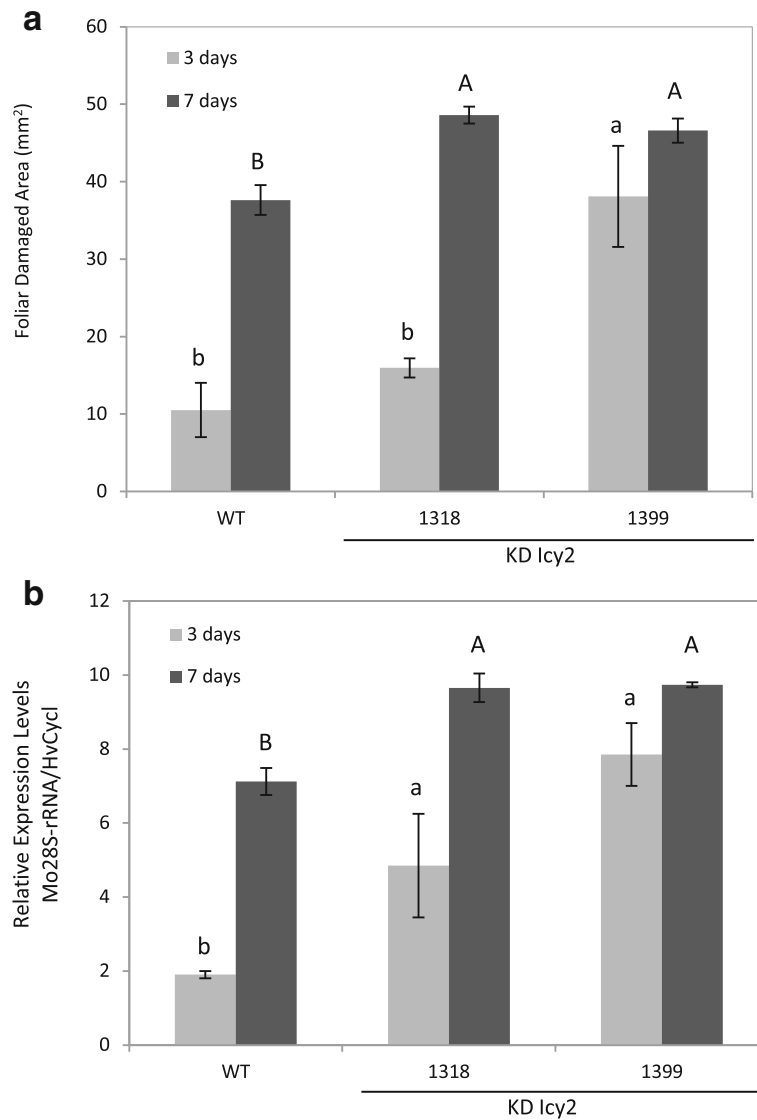 a
60
50
40
30
20
10
0
Foliar Damaged Area (mm²)
3 days
7 days
b
B
b
A
a
A
WT
1318
1399
KD Icy2
b
12
10
8
6
4
2
0
Relative Expression Levels
Mo28S-rRNA/HvCycl
3 days
7 days
b
B
a
A
a
A
WT
1318
1399
KD Icy2